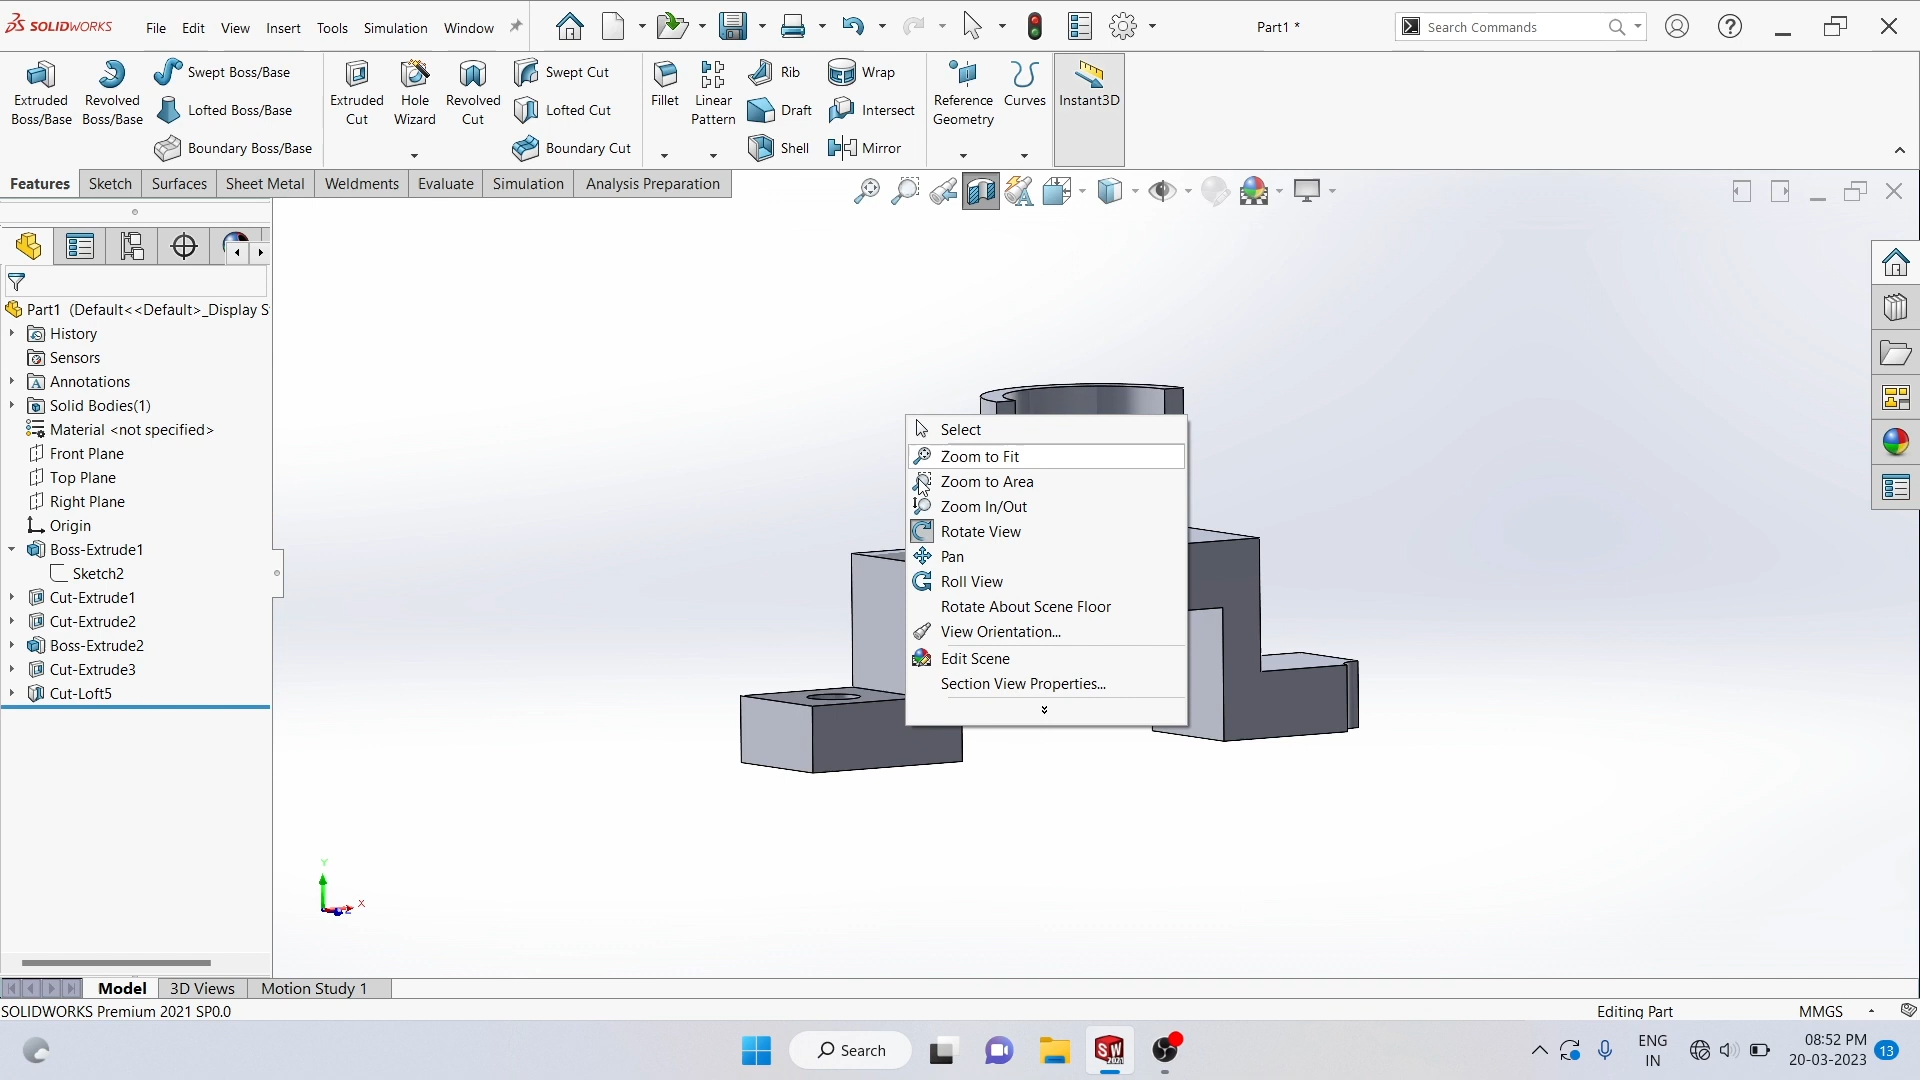 SOLIDWORKS
File Edit View Insert Tools Simulation Window
Part1 *
Search Commands
Extruded Boss/Base
Revolved Boss/Base
Swept Boss/Base
Lofted Boss/Base
Boundary Boss/Base
Extruded Cut
Hole Wizard
Revolved Cut
Swept Cut
Lofted Cut
Boundary Cut
Fillet
Linear Pattern
Rib
Draft
Shell
Wrap
Intersect
Mirror
Reference Geometry
Curves
Instant3D
Features Sketch Surfaces Sheet Metal Weldments Evaluate Simulation Analysis Preparation
Part1 (Default<<Default>_Display S
History
Sensors
Annotations
Solid Bodies(1)
Material <not specified>
Front Plane
Top Plane
Right Plane
Origin
Boss-Extrude1
Sketch2
Cut-Extrude1
Cut-Extrude2
Boss-Extrude2
Cut-Extrude3
Cut-Loft5
Select
Zoom to Fit
Zoom to Area
Zoom In/Out
Rotate View
Pan
Roll View
Rotate About Scene Floor
View Orientation...
Edit Scene
Section View Properties...
Y
X
Model 3D Views Motion Study 1
SOLIDWORKS Premium 2021 SP0.0
Editing Part
MMGS
Search
SW
2021
ENG
IN
08:52 PM
20-03-2023
13